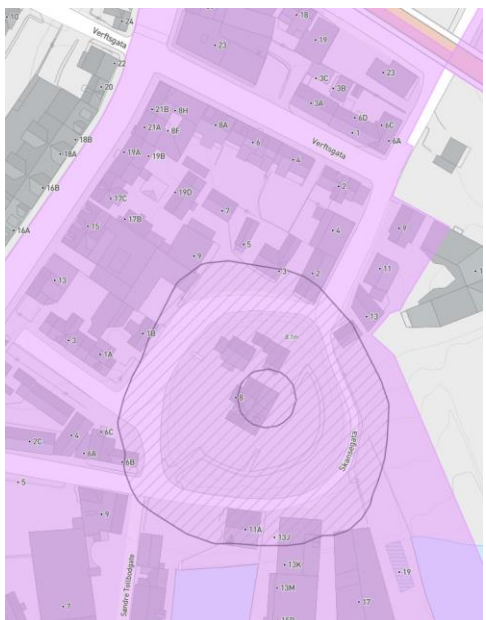 10
24
Verftsgata
22
20
18B
18A
16B
16A
23
18
19
3C
3B
3A
23
6D
6C
1
6A
21B
8H
21A
8F
8A
6
Verftsgata
4
19A
19B
19D
2
17C
17B
7
15
5
4
9
9
3
2
11
13
13
1B
3
1A
8.1m
8
Skansegata
2C
4
6C
6A
6B
5
9
11A
13J
13K
13M
19
7
17
Søndre Tollbodgate